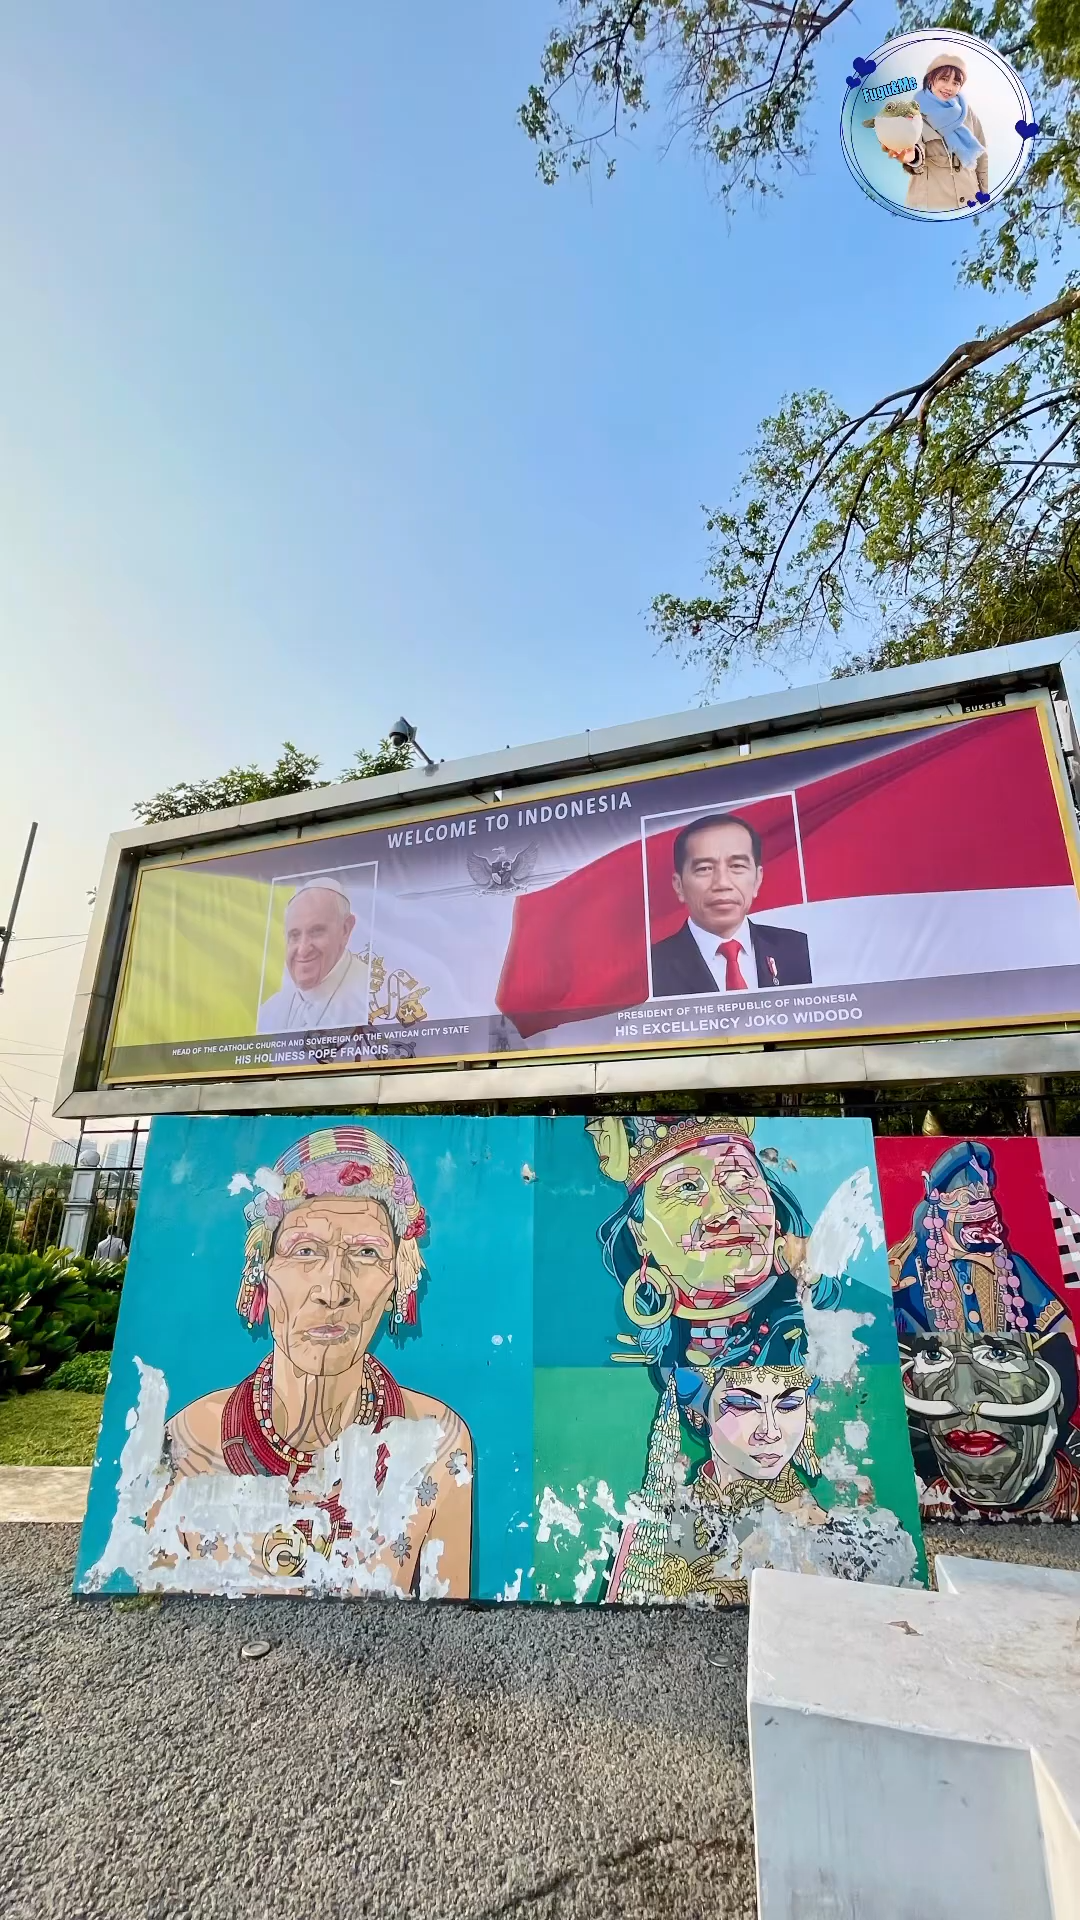 Fugu&Me
SUKSES
WELCOME TO INDONESIA
HEAD OF THE CATHOLIC CHURCH AND SOVEREIGN OF THE VATICAN CITY STATE
HIS HOLINESS POPE FRANCIS
PRESIDENT OF THE REPUBLIC OF INDONESIA
HIS EXCELLENCY JOKO WIDODO